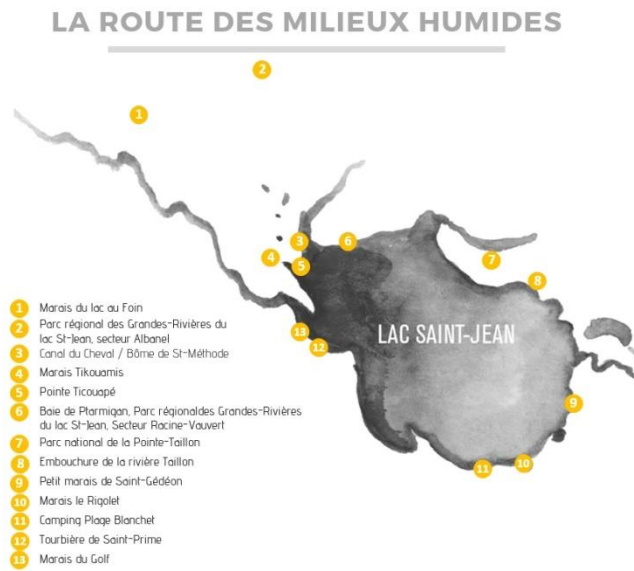 LA ROUTE DES MILIEUX HUMIDES
2
1
3
6
4
5
7
8
LAC SAINT-JEAN
13
12
9
11
10
1 Marais du lac au Foin
2 Parc régional des Grandes-Rivières du
lac St-Jean, secteur Albanel
3 Canal du Cheval / Bôme de St-Méthode
4 Marais Tikouamis
5 Pointe Ticouapé
6 Baie de Ptarmigan, Parc régionaldes Grandes-Rivières
du lac St-Jean, Secteur Racine-Vauvert
7 Parc national de la Pointe-Taillon
8 Embouchure de la rivière Taillon
9 Petit marais de Saint-Gédéon
10 Marais le Rigolet
11 Camping Plage Blanchet
12 Tourbière de Saint-Prime
13 Marais du Golf